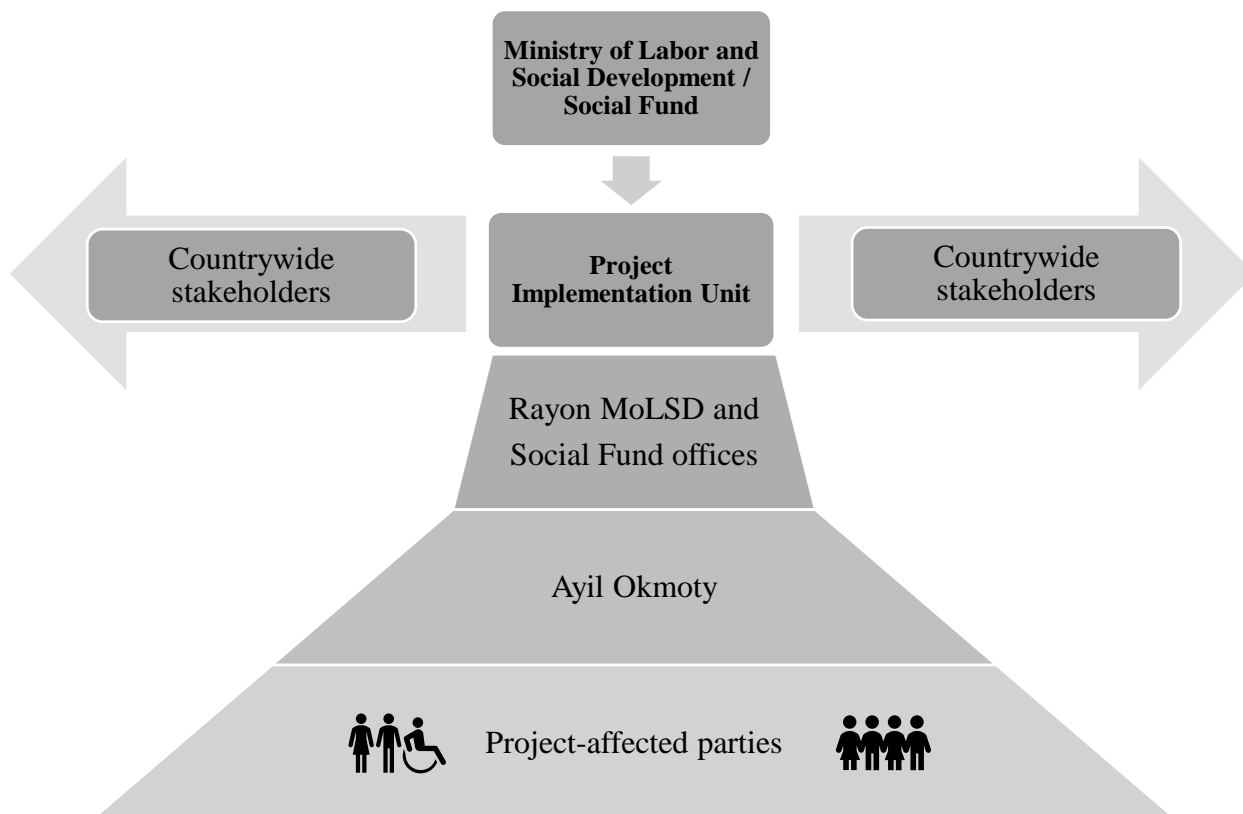 Ministry of Labor and
Social Development /
Social Fund
Countrywide
stakeholders
Project
Implementation Unit
Countrywide
stakeholders
Rayon MoLSD and
Social Fund offices
Ayil Okmoty
Project-affected parties